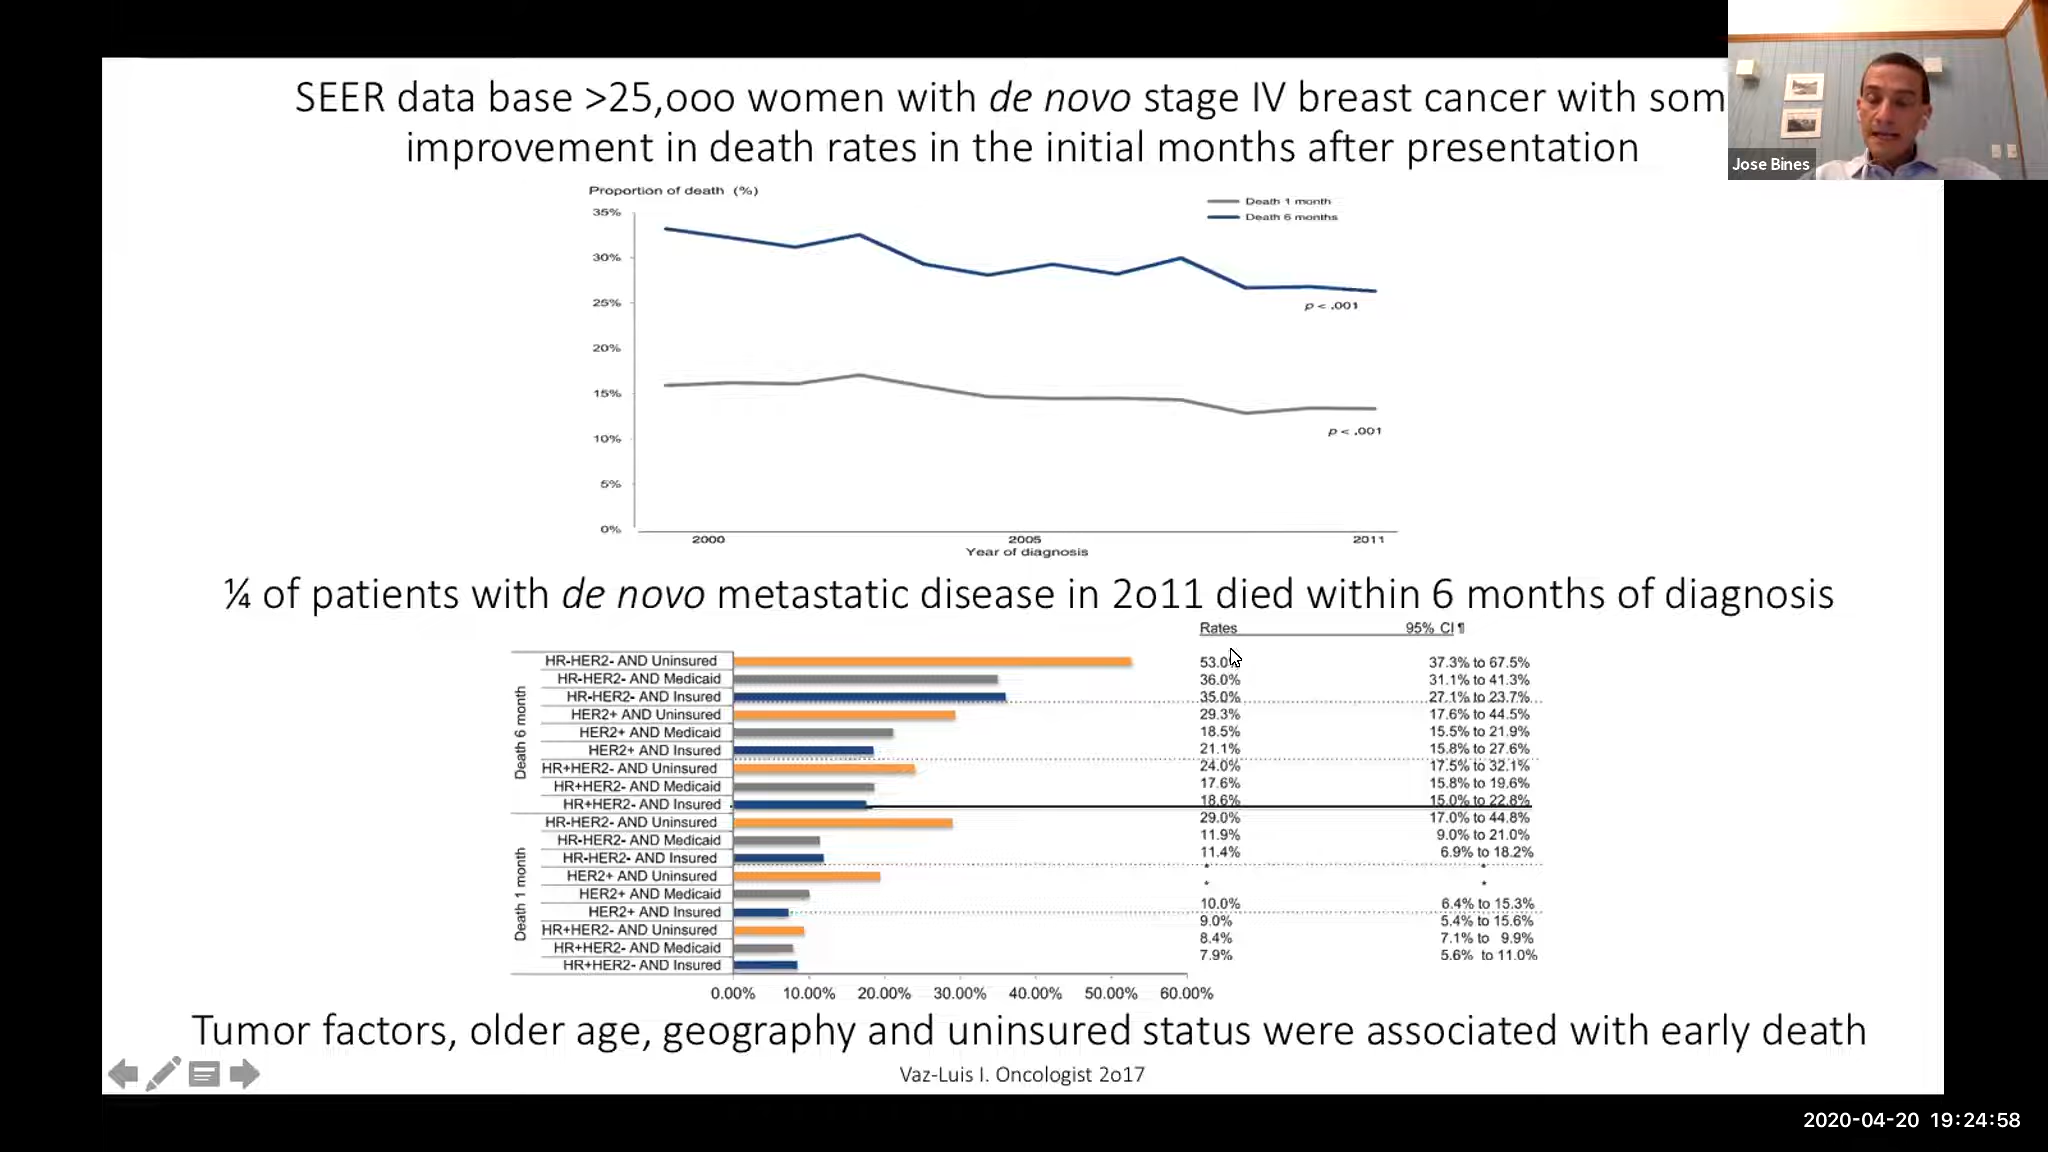 SEER data base >25,000 women with de novo stage IV breast cancer with som
improvement in death rates in the initial months after presentation
Jose Bines
Proportion of death (%)
Death 1 month
Death 6 months
35%
30%
25%
20%
15%
10%
5%
0%
p < .001
p < .001
2000 2005 2011
Year of diagnosis
¼ of patients with de novo metastatic disease in 2011 died within 6 months of diagnosis
Rates 95% CI ¶
Death 6 month
HR-HER2- AND Uninsured 53.0% 37.3% to 67.5%
HR-HER2- AND Medicaid 36.0% 31.1% to 41.3%
HR-HER2- AND Insured 35.0% 27.1% to 23.7%
HER2+ AND Uninsured 29.3% 17.6% to 44.5%
HER2+ AND Medicaid 18.5% 15.5% to 21.9%
HER2+ AND Insured 21.1% 15.8% to 27.6%
HR+HER2- AND Uninsured 24.0% 17.5% to 32.1%
HR+HER2- AND Medicaid 17.6% 15.8% to 19.6%
HR+HER2- AND Insured 18.6% 15.0% to 22.8%
Death 1 month
HR-HER2- AND Uninsured 29.0% 17.0% to 44.8%
HR-HER2- AND Medicaid 11.9% 9.0% to 21.0%
HR-HER2- AND Insured 11.4% 6.9% to 18.2%
HER2+ AND Uninsured * *
HER2+ AND Medicaid * *
HER2+ AND Insured 10.0% 6.4% to 15.3%
HR+HER2- AND Uninsured 9.0% 5.4% to 15.6%
HR+HER2- AND Medicaid 8.4% 7.1% to 9.9%
HR+HER2- AND Insured 7.9% 5.6% to 11.0%
0.00% 10.00% 20.00% 30.00% 40.00% 50.00% 60.00%
Tumor factors, older age, geography and uninsured status were associated with early death
Vaz-Luis I. Oncologist 2017
2020-04-20 19:24:58